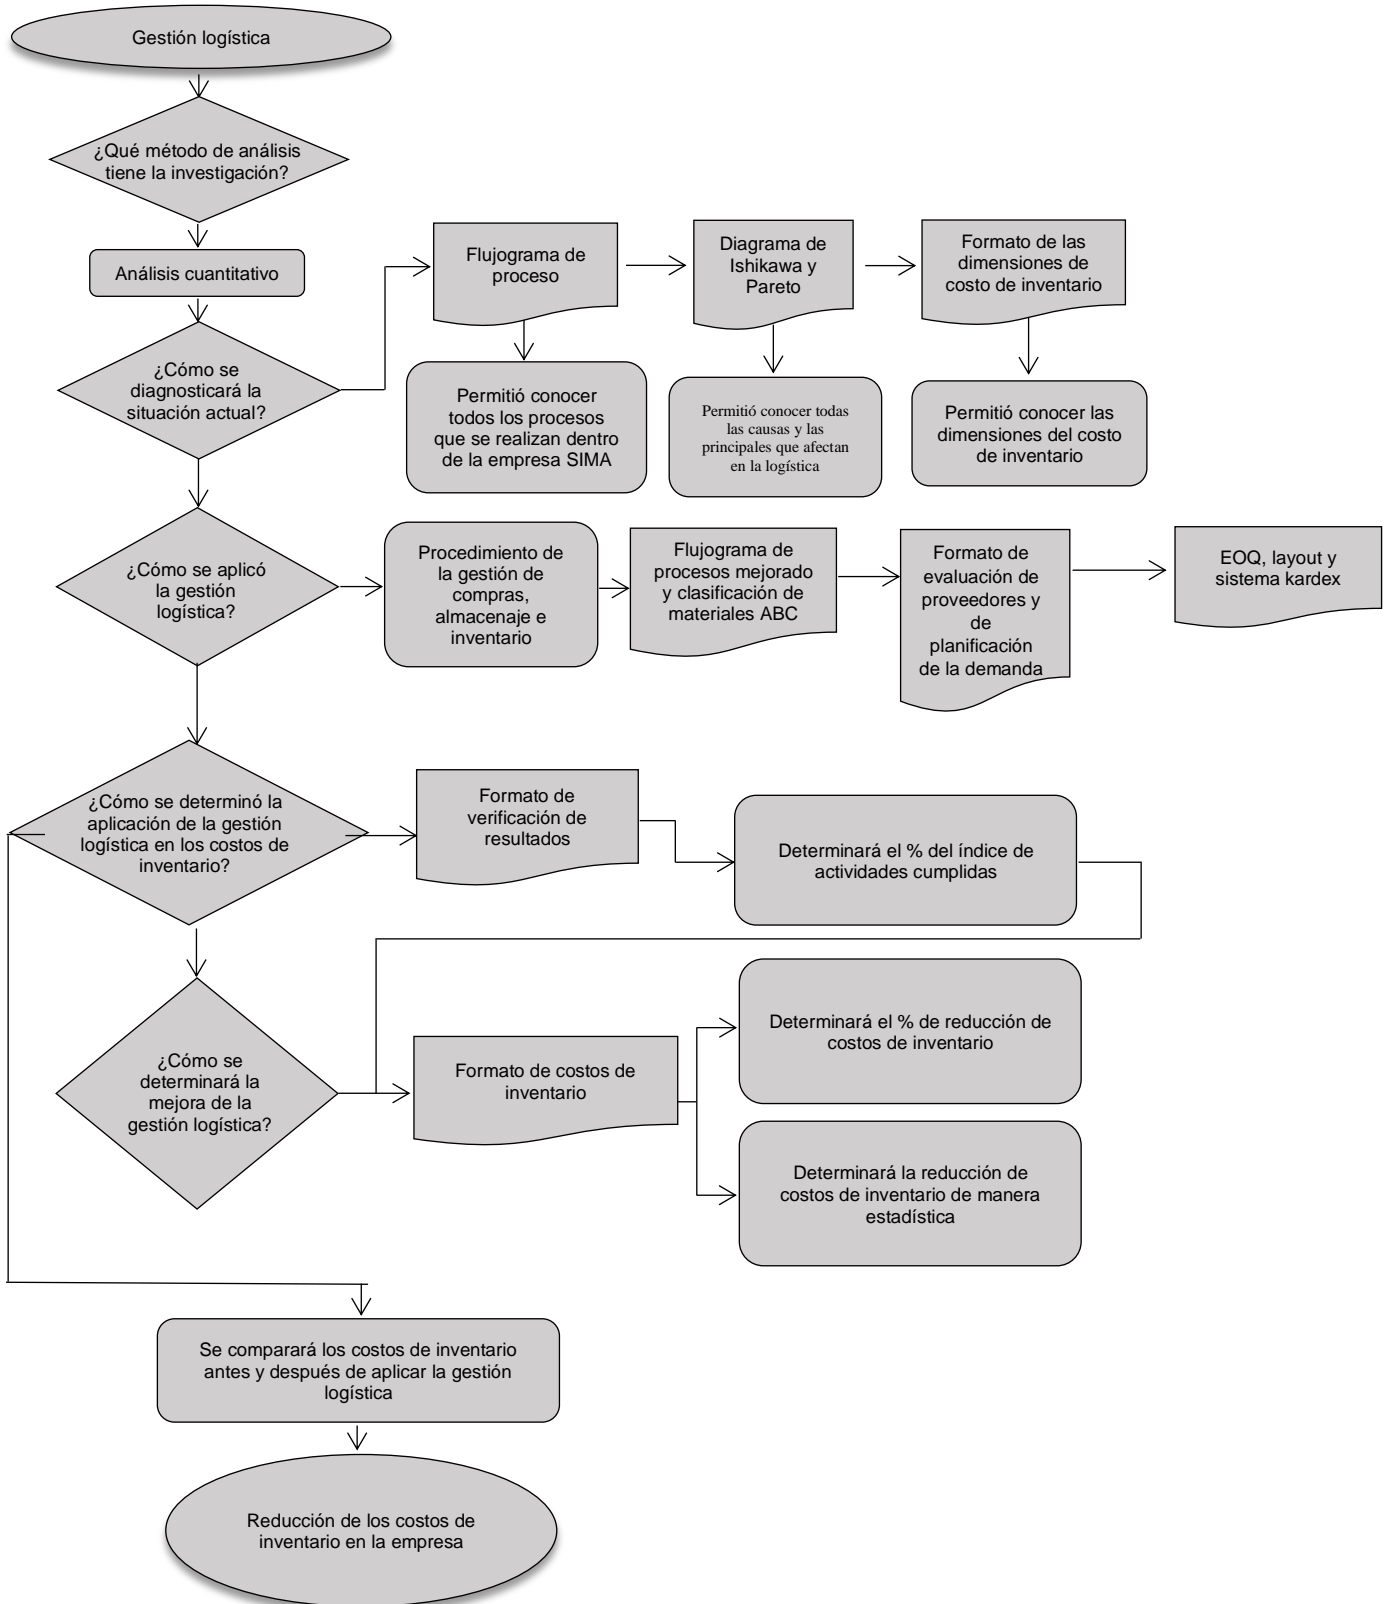 Gestión logística
¿Qué método de análisis
tiene la investigación?
Análisis cuantitativo
¿Cómo se
diagnosticará la
situación actual?
Flujograma de
proceso
Diagrama de
Ishikawa y
Pareto
Formato de las
dimensiones de
costo de inventario
Permitió conocer
todos los procesos
que se realizan dentro
de la empresa SIMA
Permitió conocer todas
las causas y las
principales que afectan
en la logística
Permitió conocer las
dimensiones del costo
de inventario
¿Cómo se aplicó
la gestión
logística?
Procedimiento de
la gestión de
compras,
almacenaje e
inventario
Flujograma de
procesos mejorado
y clasificación de
materiales ABC
Formato de
evaluación de
proveedores y
de
planificación
de la demanda
EOQ, layout y
sistema kardex
¿Cómo se determinó la
aplicación de la gestión
logística en los costos de
inventario?
Formato de
verificación de
resultados
Determinará el % del índice de
actividades cumplidas
¿Cómo se
determinará la
mejora de la
gestión logística?
Formato de costos de
inventario
Determinará el % de reducción de
costos de inventario
Determinará la reducción de
costos de inventario de manera
estadística
Se comparará los costos de inventario
antes y después de aplicar la gestión
logística
Reducción de los costos de
inventario en la empresa